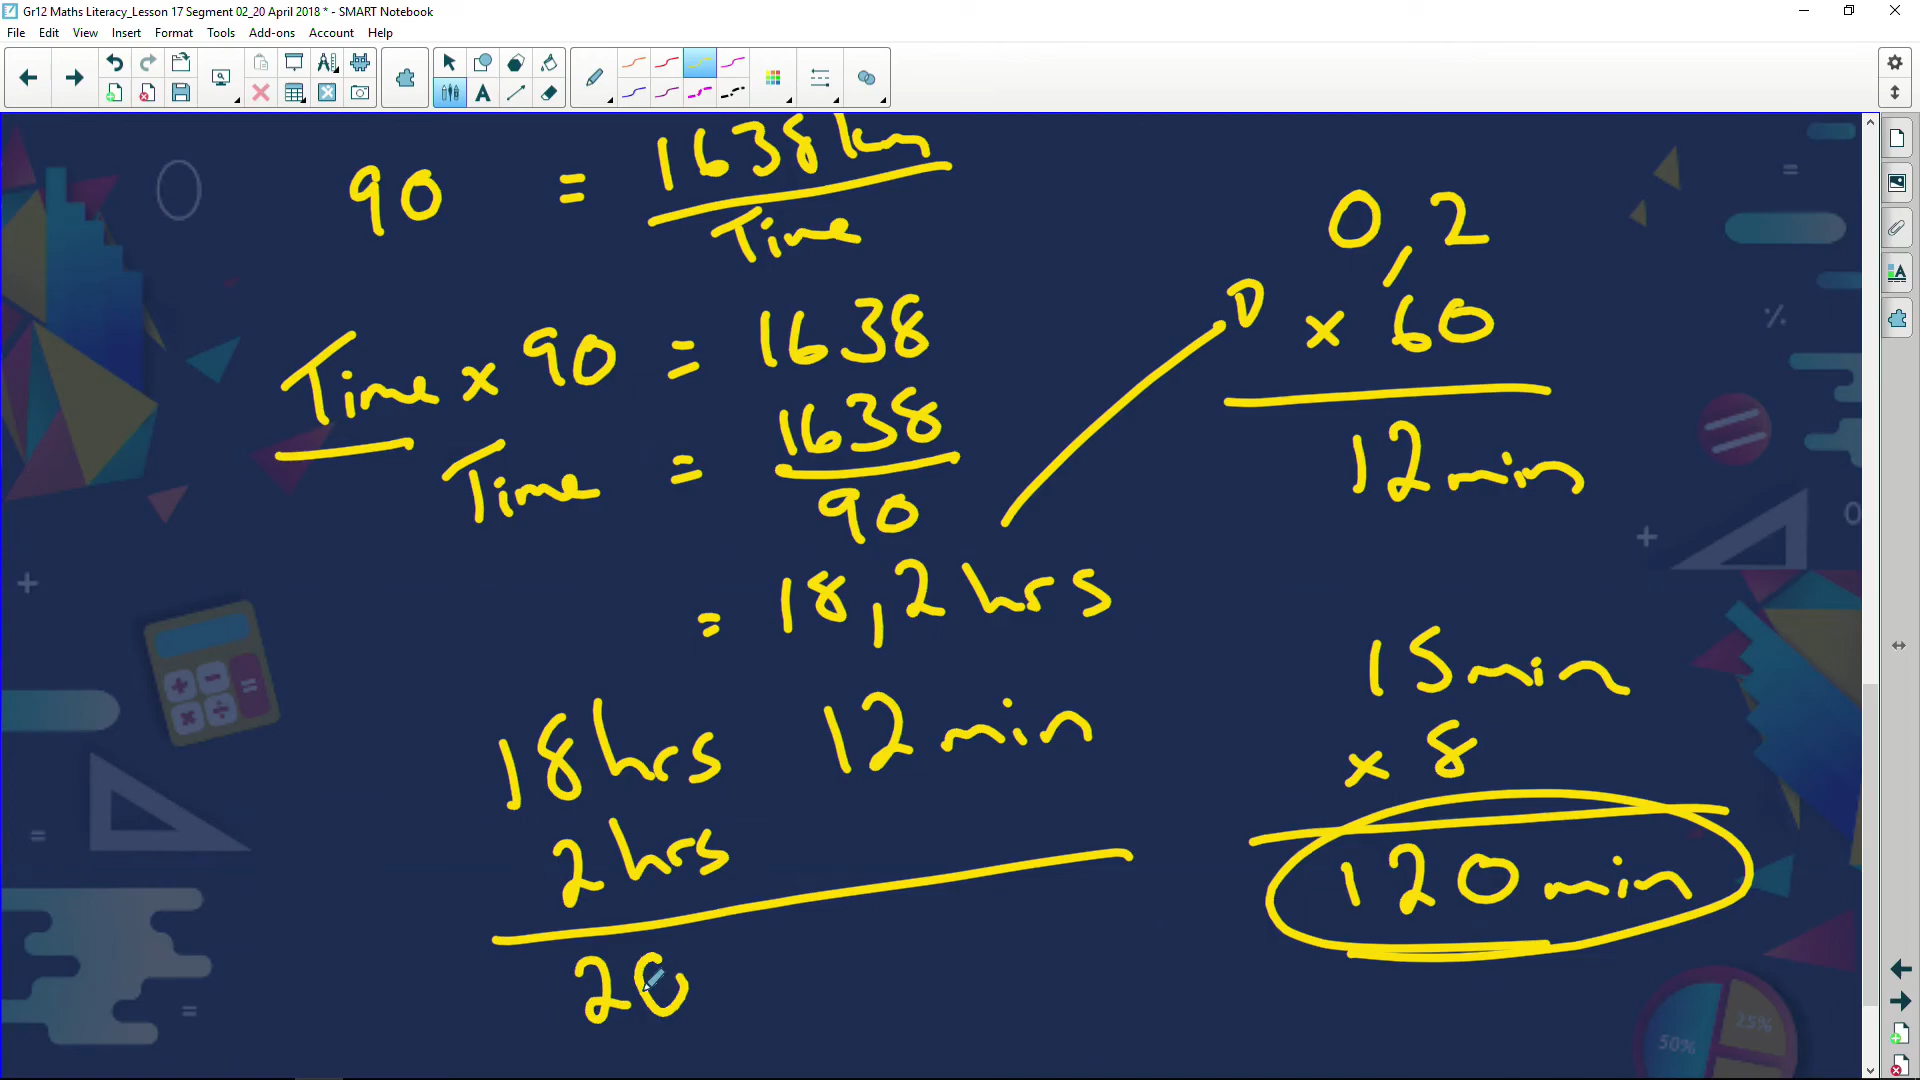 Gr12 Maths Literacy_Lesson 17 Segment 02_20 April 2018 * - SMART Notebook
File Edit View Insert Format Tools Add-ons Account Help
90 = 1638 km
Time
Time x 90 = 1638
Time = 1638
90
= 18,2 hrs
18 hrs 12 min
2 hrs
20
0,2
x 60
12 min
15 min
x 8
120 min
50%
25%